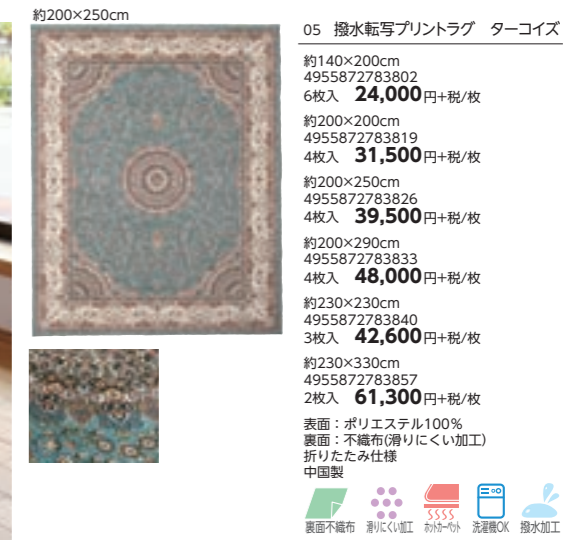 約200×250cm
05 撥水転写プリントラグ ターコイズ
約140×200cm
4955872783802
6枚入 24,000円+税/枚
約200×200cm
4955872783819
4枚入 31,500円+税/枚
約200×250cm
4955872783826
4枚入 39,500円+税/枚
約200×290cm
4955872783833
4枚入 48,000円+税/枚
約230×230cm
4955872783840
3枚入 42,600円+税/枚
約230×330cm
4955872783857
2枚入 61,300円+税/枚
表面：ポリエステル100%
裏面：不織布(滑りにくい加工)
折りたたみ仕様
中国製
裏面不織布 滑りにくい加工 ホットカーペット 洗濯機OK 撥水加工